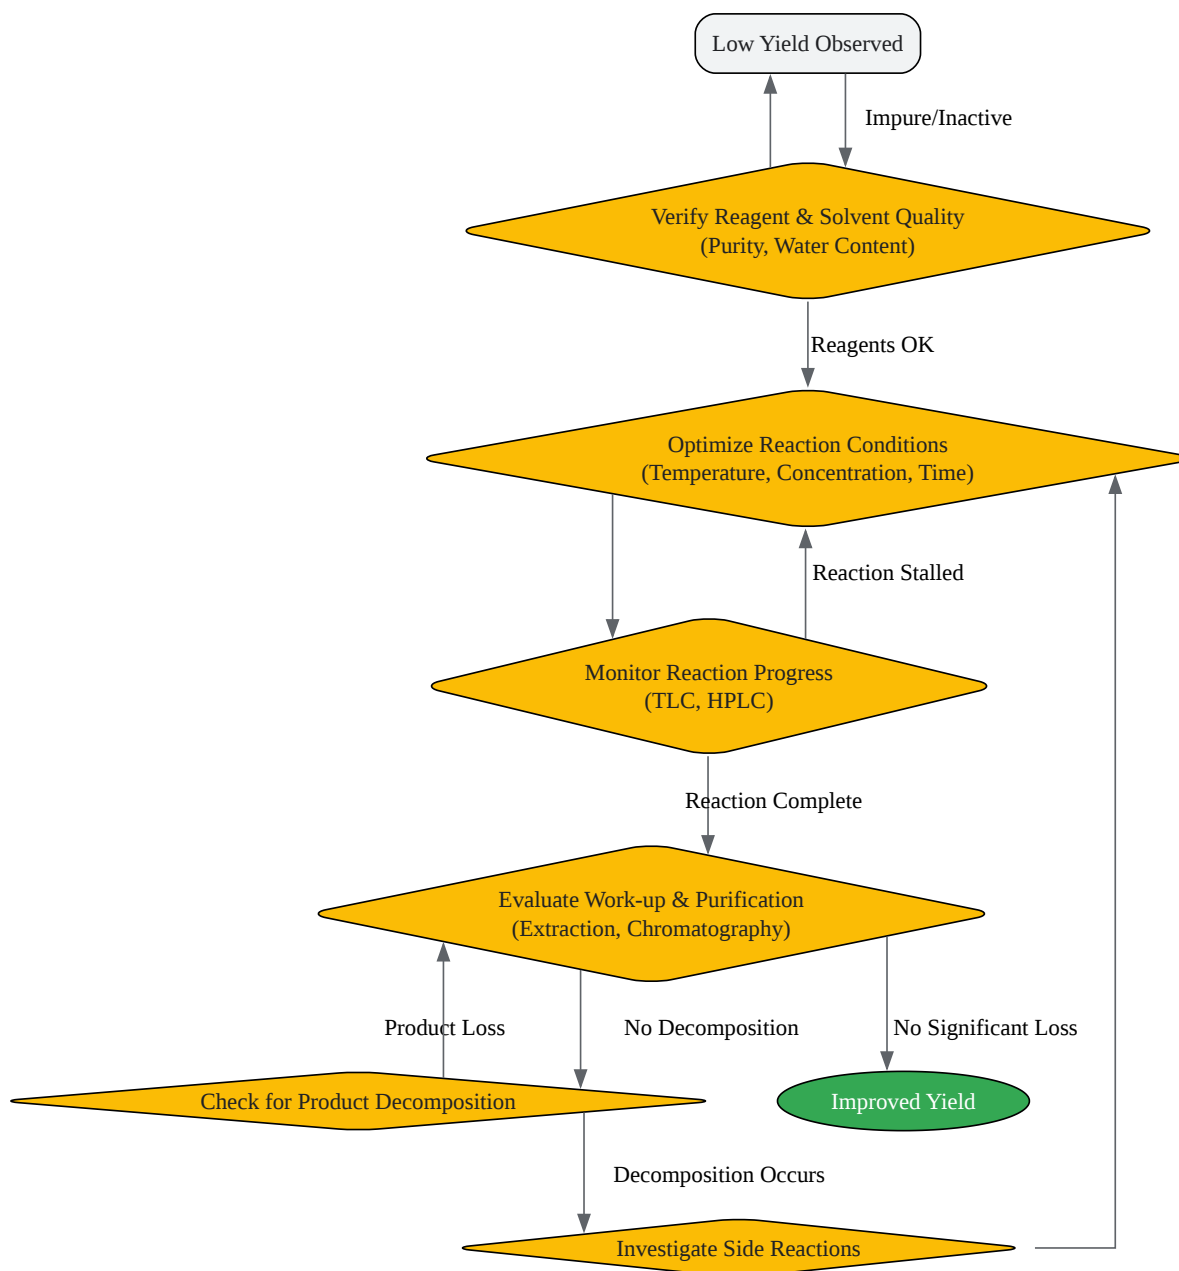 Low Yield Observed
Impure/Inactive
Verify Reagent & Solvent Quality
(Purity, Water Content)
Reagents OK
Optimize Reaction Conditions
(Temperature, Concentration, Time)
Reaction Stalled
Monitor Reaction Progress
(TLC, HPLC)
Reaction Complete
Evaluate Work-up & Purification
(Extraction, Chromatography)
Product Loss
No Decomposition
No Significant Loss
Check for Product Decomposition
Improved Yield
Decomposition Occurs
Investigate Side Reactions